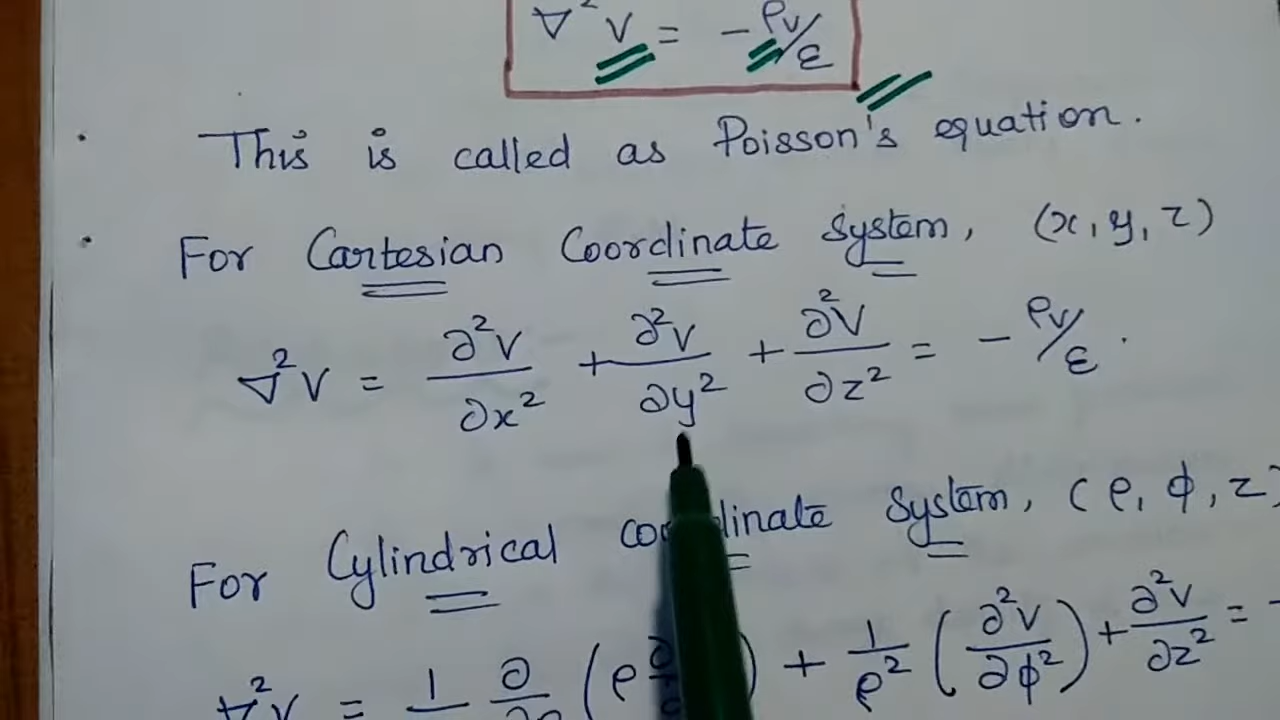 ∇²V = -ρv/ε
This is called as Poisson's equation.
For Cartesian Coordinate System, (x, y, z)
∇²V = ∂²V/∂x² + ∂²V/∂y² + ∂²V/∂z² = -ρv/ε.
For Cylindrical coordinate System, (ρ, φ, z)
∇²V = 1 ∂ (ρ ∂ ) + 1/ρ² (∂²V/∂φ²) + ∂²V/∂z² = -